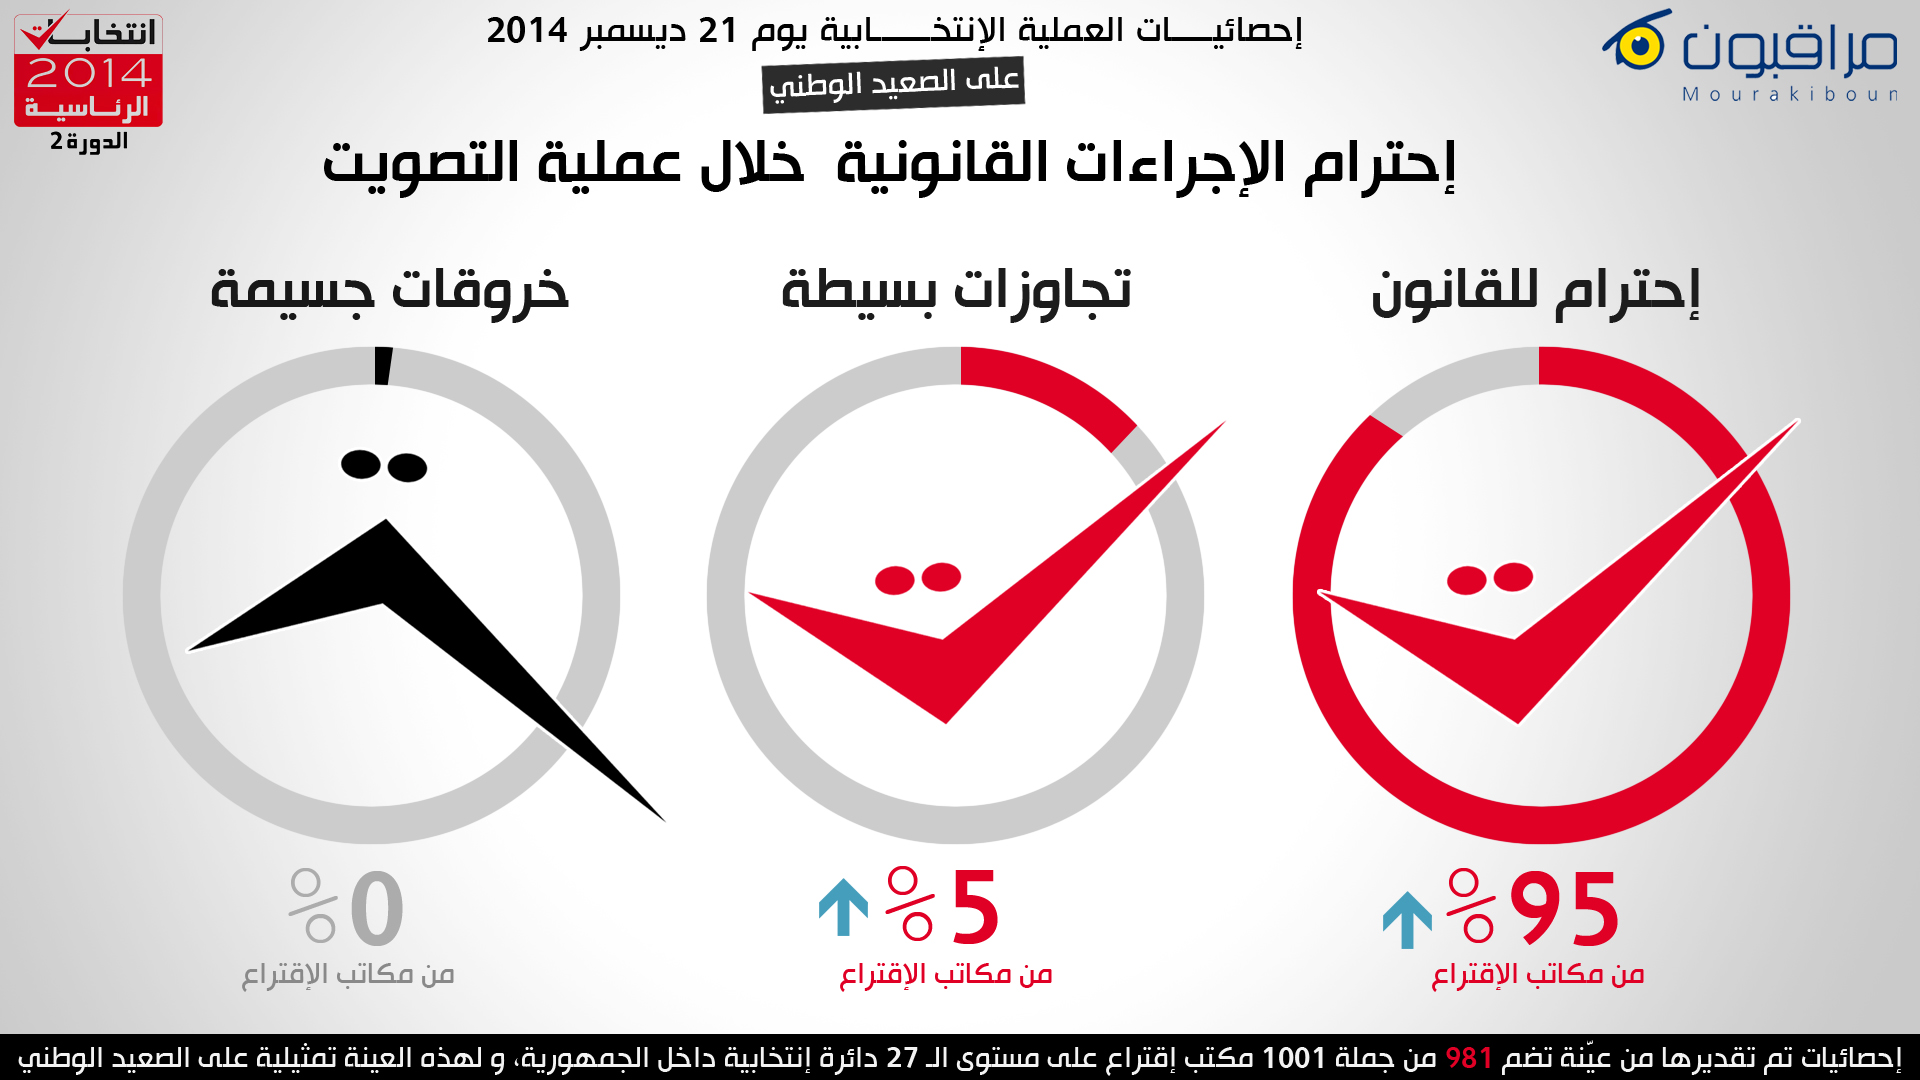 مراقبون
Mourakiboun
إحصائيات العملية الإنتخابية يوم 21 ديسمبر 2014
على الصعيد الوطني
انتخابات
2014
الرئاسية
الدورة 2
إحترام الإجراءات القانونية خلال عملية التصويت
إحترام للقانون
تجاوزات بسيطة
خروقات جسيمة
95%
من مكاتب الإقتراع
5%
من مكاتب الإقتراع
0%
من مكاتب الإقتراع
إحصائيات تم تقديرها من عيّنة تضم 981 من جملة 1001 مكتب إقتراع على مستوى الـ 27 دائرة إنتخابية داخل الجمهورية، و لهذه العينة تمثيلية على الصعيد الوطني